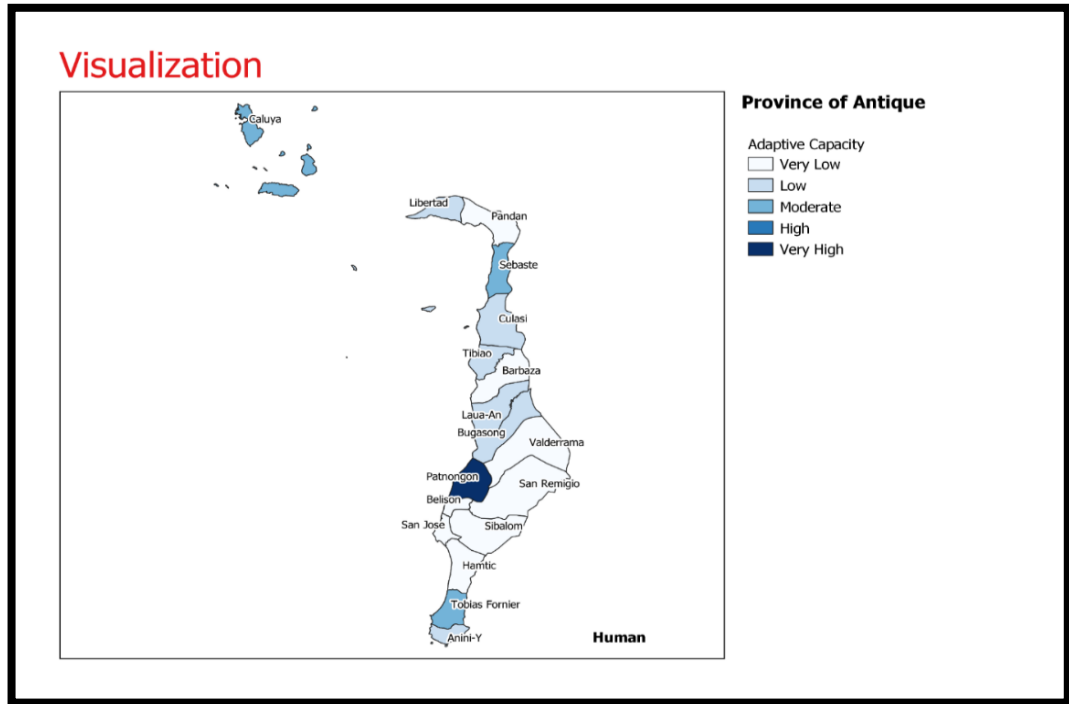 Visualization
Province of Antique
Adaptive Capacity
Very Low
Low
Moderate
High
Very High
Caluya
Libertad
Pandan
Sebaste
Culasi
Tibiao
Barbaza
Laua-An
Bugasong
Valderrama
Patnongon
San Remigio
Belison
San Jose
Sibalom
Hamtic
Tobias Fornier
Anini-Y
Human